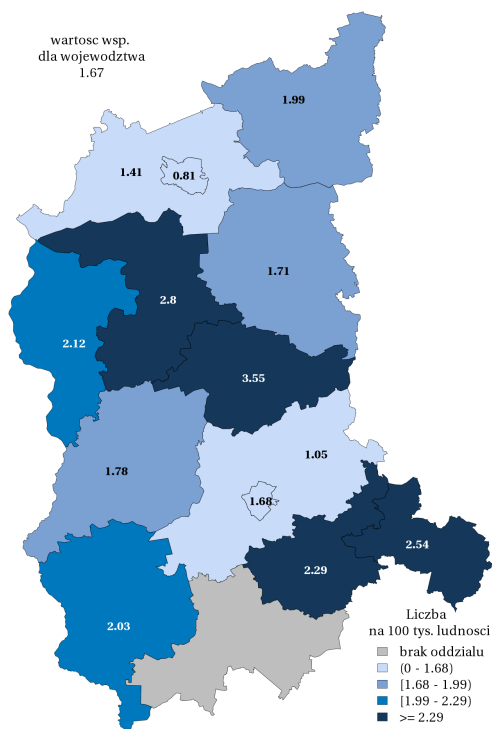 wartosc wsp.
dla wojewodztwa
1.67
1.99
1.41
0.81
1.71
2.8
2.12
3.55
1.05
1.78
1.68
2.54
2.29
2.03
Liczba
na 100 tys. ludnosci
brak oddzialu
(0 - 1.68)
[1.68 - 1.99)
[1.99 - 2.29)
>= 2.29